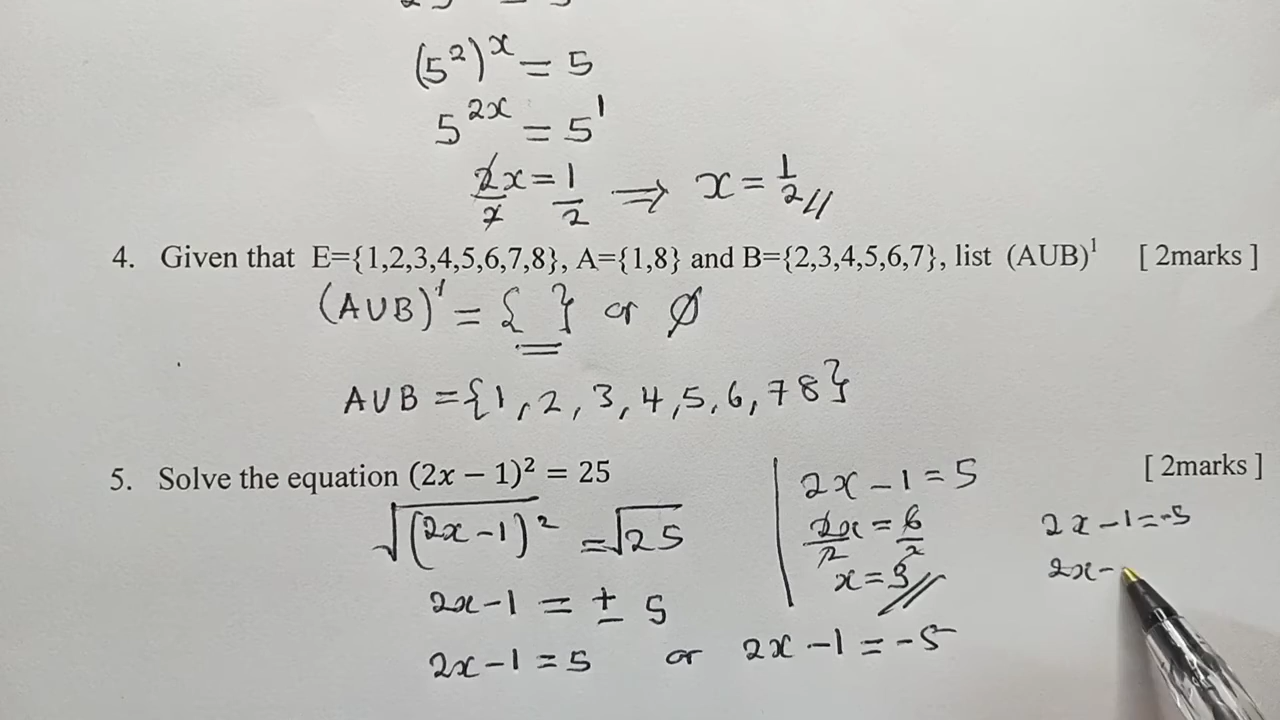 (5²)ˣ = 5
5²ˣ = 5¹
2x/2 = 1/2 ⇒ x = 1/2
4. Given that E={1,2,3,4,5,6,7,8}, A={1,8} and B={2,3,4,5,6,7}, list (AUB)¹ [ 2marks ]
(AUB)' = { } or ∅
AUB = {1, 2, 3, 4, 5, 6, 7 8}
5. Solve the equation (2x − 1)² = 25 [ 2marks ]
√(2x-1)² = √25
2x-1 = ± 5
2x-1 = 5 or 2x-1 = -5
2x-1 = 5
2x/2 = 6/2
x = 3
2x-1 = -5
2x